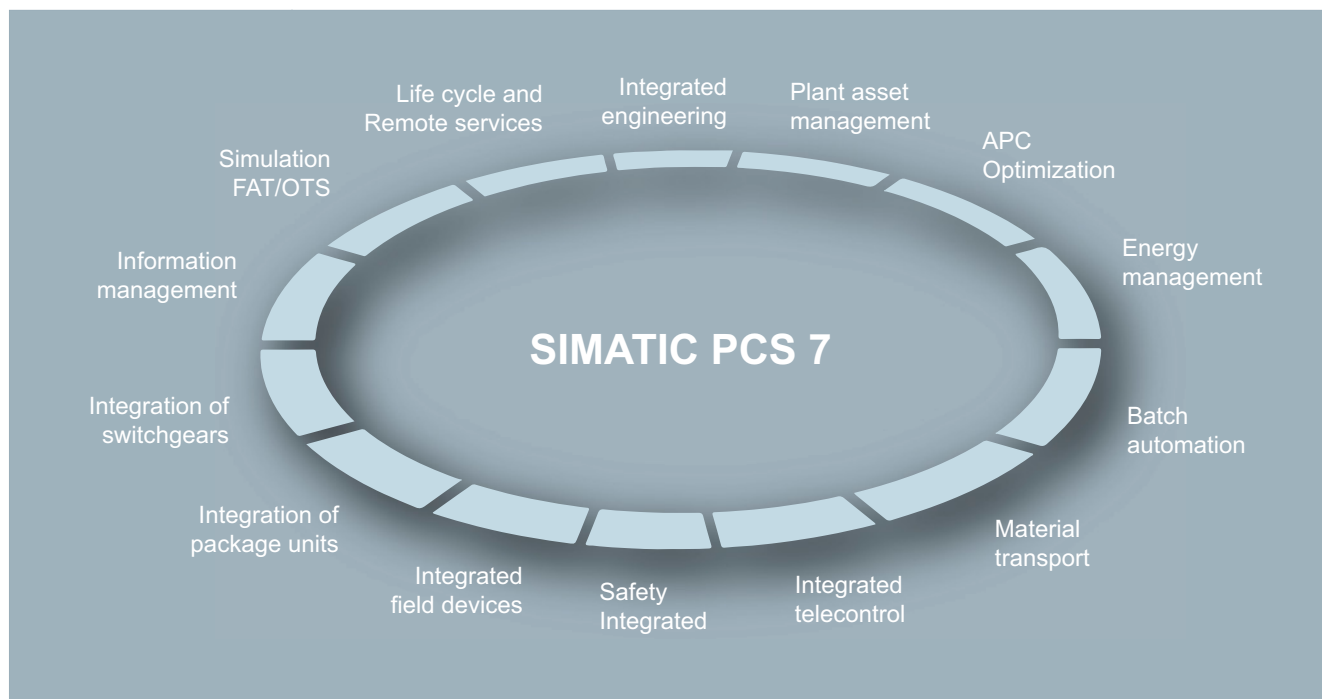 Integrated
engineering
Plant asset
management
APC
Optimization
Energy
management
Batch
automation
Material
transport
Integrated
telecontrol
Safety
Integrated
Integrated
field devices
Integration of
package units
Integration of
switchgears
Information
management
Simulation
FAT/OTS
Life cycle and
Remote services
SIMATIC PCS 7